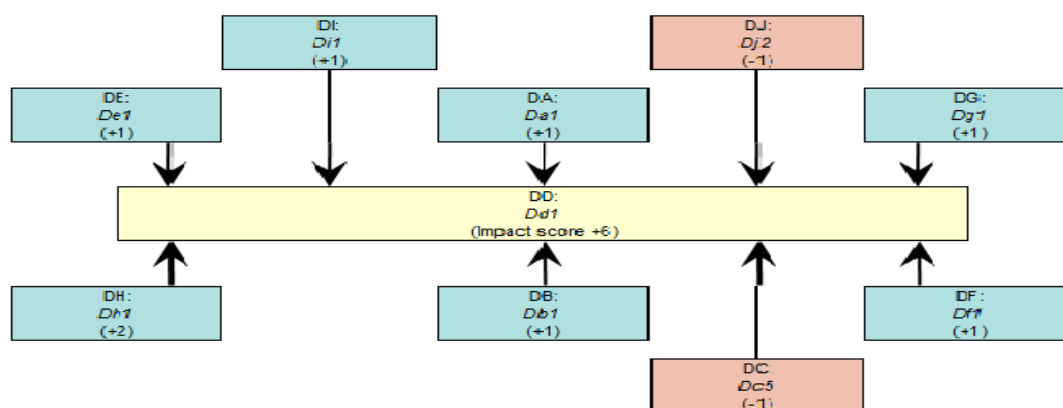 DI:
Di1
(+1)
DJ:
Dj2
(-1)
DE:
De1
(+1)
DA:
Da1
(+1)
DG:
Dg1
(+1)
DD:
Dd1
(Impact score +6)
DH:
Dh1
(+2)
DB:
Db1
(+1)
DF:
Df1
(+1)
DC:
Dc5
(-1)